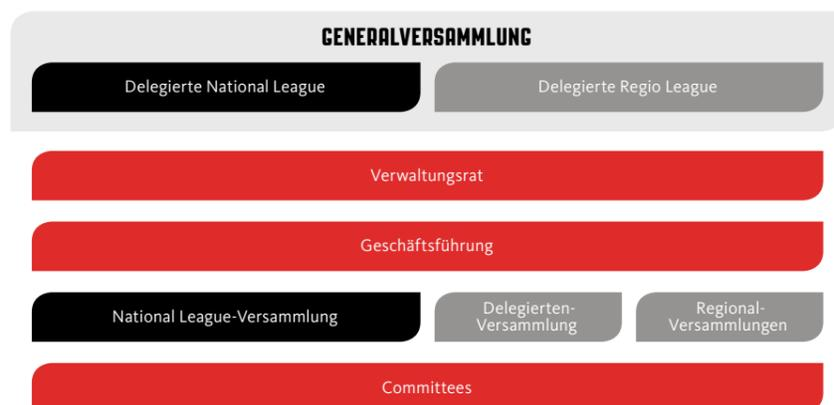 GENERALVERSAMMLUNG
Delegierte National League
Delegierte Regio League
Verwaltungsrat
Geschäftsführung
National League-Versammlung
Delegierten-
Versammlung
Regional-
Versammlungen
Committees